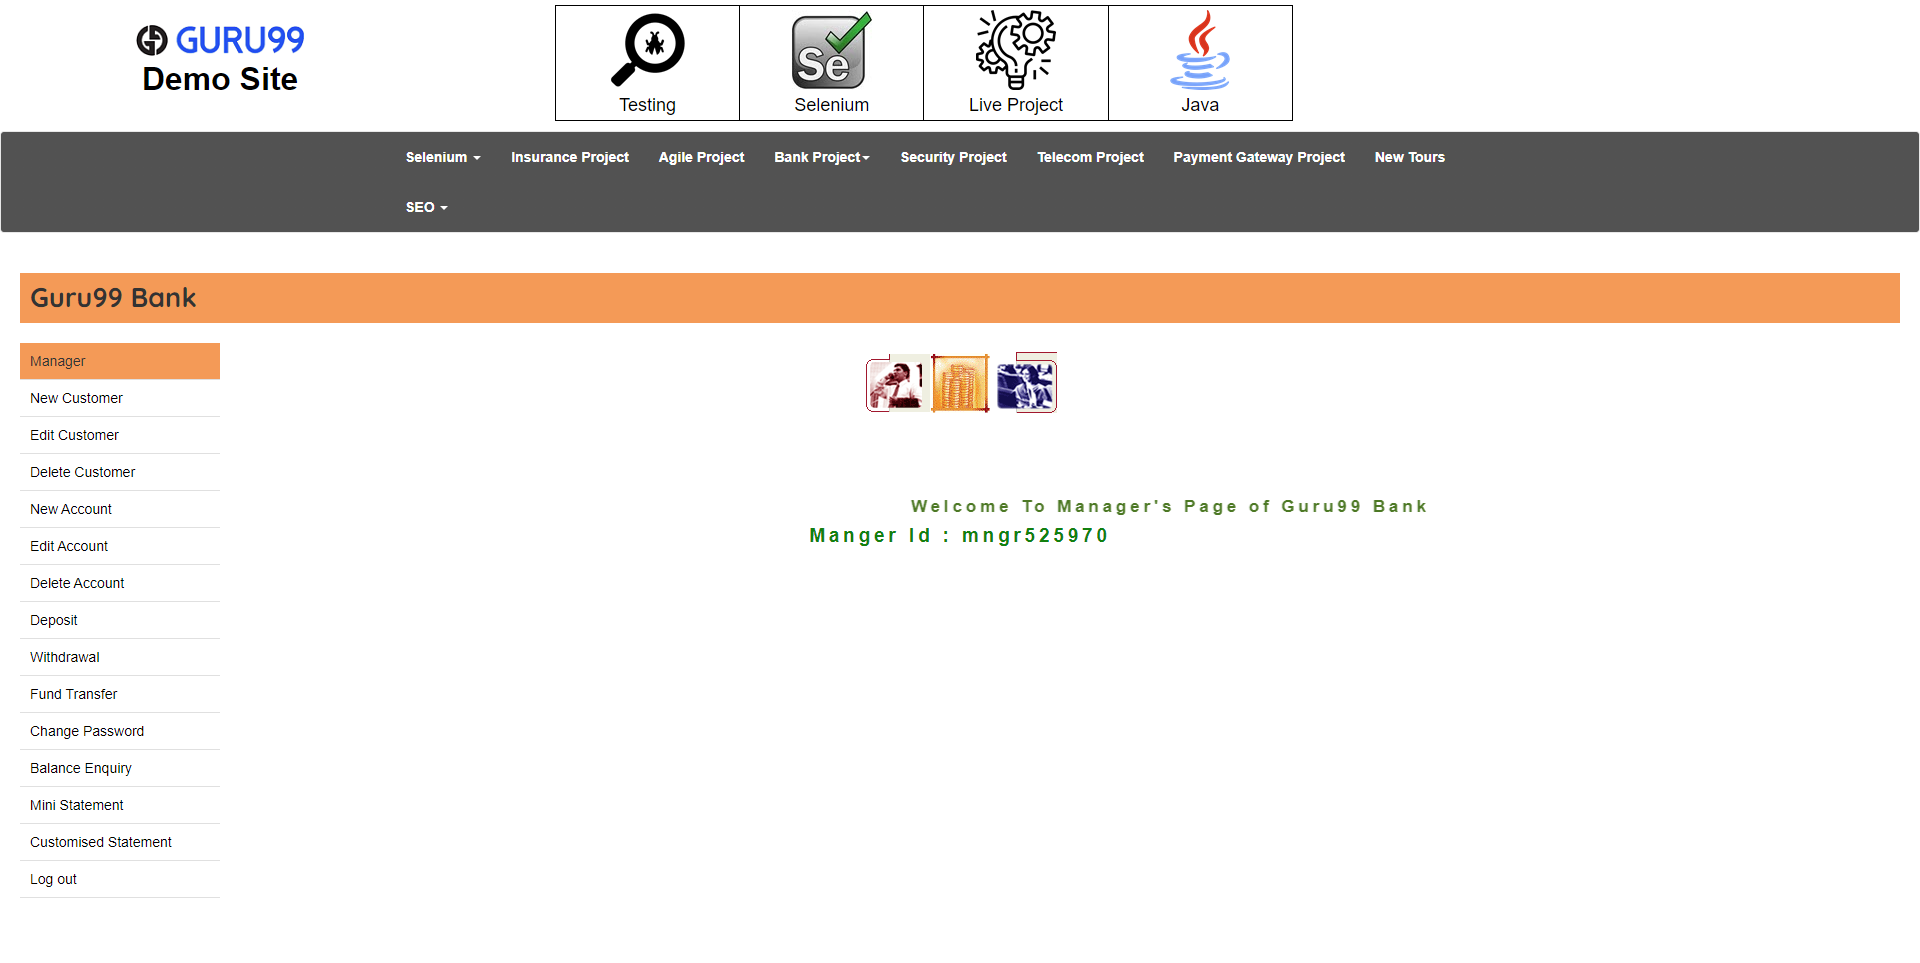 GURU99
Demo Site
Testing
Se
Selenium
Live Project
Java
Selenium
Insurance Project
Agile Project
Bank Project
Security Project
Telecom Project
Payment Gateway Project
New Tours
SEO
Guru99 Bank
Manager
New Customer
Edit Customer
Delete Customer
New Account
Edit Account
Delete Account
Deposit
Withdrawal
Fund Transfer
Change Password
Balance Enquiry
Mini Statement
Customised Statement
Log out
Welcome To Manager's Page of Guru99 Bank
Manger Id : mngr525970